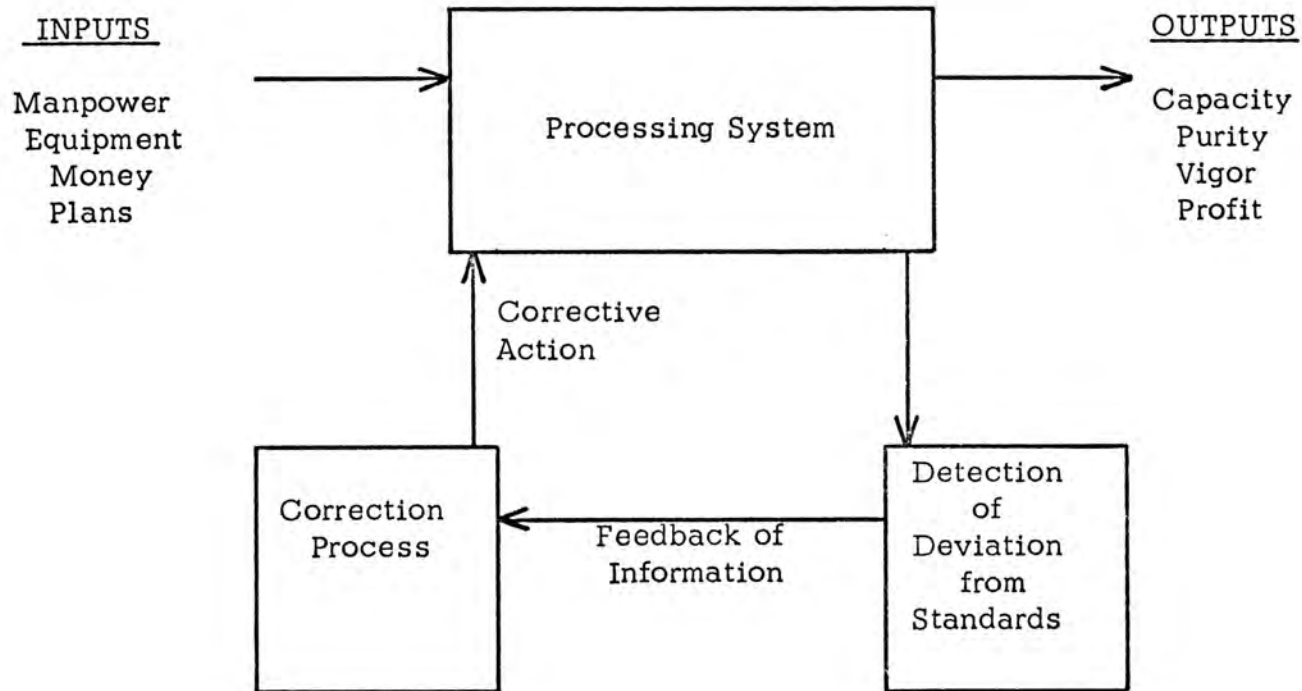 INPUTS
Manpower
Equipment
Money
Plans
Processing System
OUTPUTS
Capacity
Purity
Vigor
Profit
Corrective
Action
Correction
Process
Feedback of
Information
Detection
of
Deviation
from
Standards